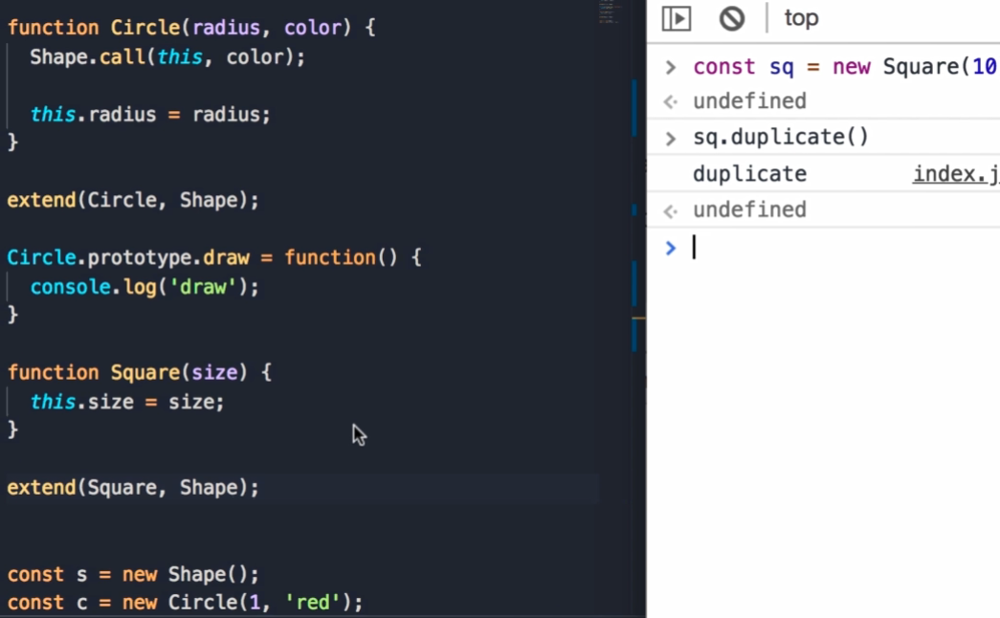 function Circle(radius, color) {
Shape.call(this, color);
this.radius = radius;
}
extend(Circle, Shape);
Circle.prototype.draw = function() {
console.log('draw');
}
function Square(size) {
this.size = size;
}
extend(Square, Shape);
const s = new Shape();
const c = new Circle(1, 'red');
top
> const sq = new Square(10
undefined
> sq.duplicate()
duplicate index.j
undefined
>